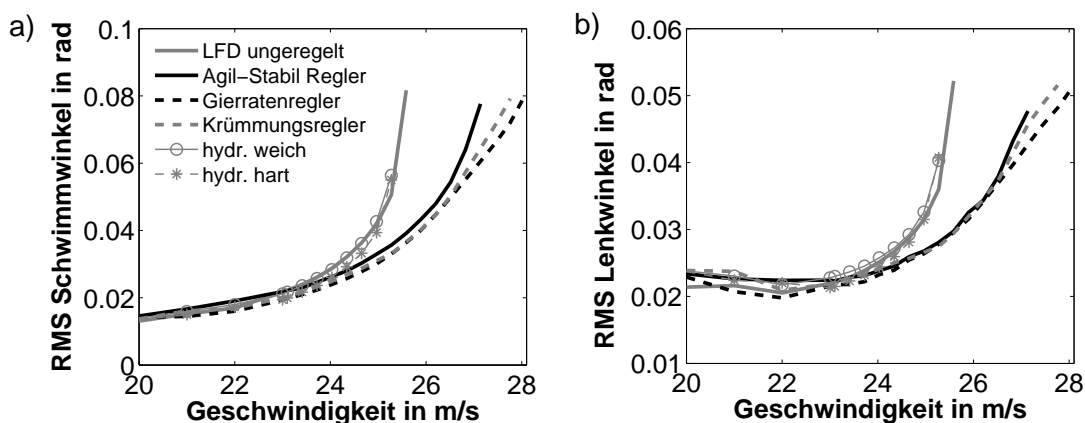 a)
RMS Schwimmwinkel in rad
0.1
0.08
0.06
0.04
0.02
0
LFD ungeregelt
Agil−Stabil Regler
Gierratenregler
Krümmungsregler
hydr. weich
hydr. hart
20 22 24 26 28
Geschwindigkeit in m/s
b)
RMS Lenkwinkel in rad
0.06
0.05
0.04
0.03
0.02
0.01
20 22 24 26 28
Geschwindigkeit in m/s